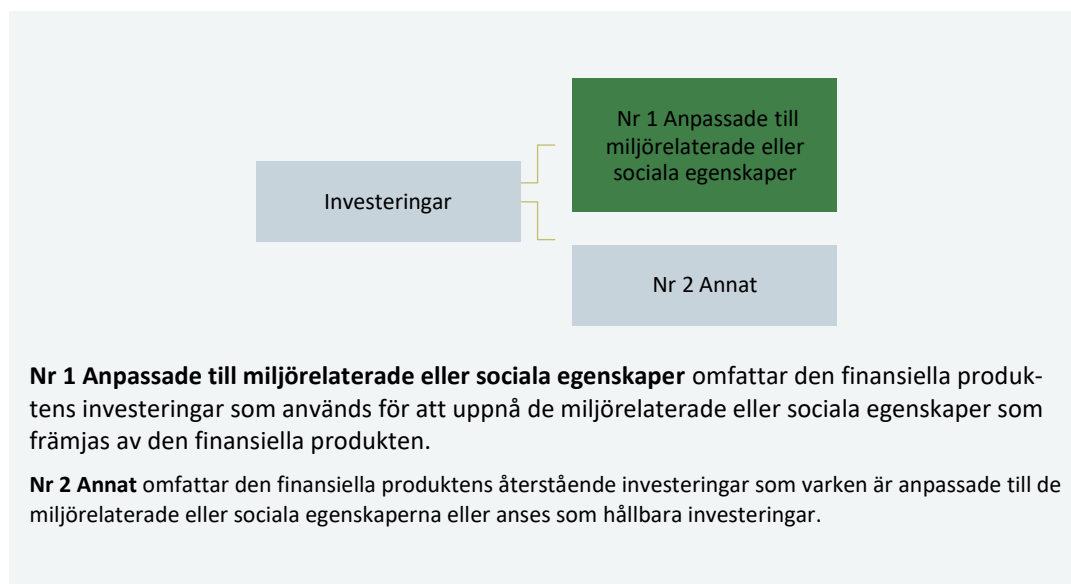 Nr 1 Anpassade till
miljörelaterade eller
sociala egenskaper
Investeringar
Nr 2 Annat
Nr 1 Anpassade till miljörelaterade eller sociala egenskaper omfattar den finansiella produk-
tens investeringar som används för att uppnå de miljörelaterade eller sociala egenskaper som
främjas av den finansiella produkten.
Nr 2 Annat omfattar den finansiella produktens återstående investeringar som varken är anpassade till de
miljörelaterade eller sociala egenskaperna eller anses som hållbara investeringar.